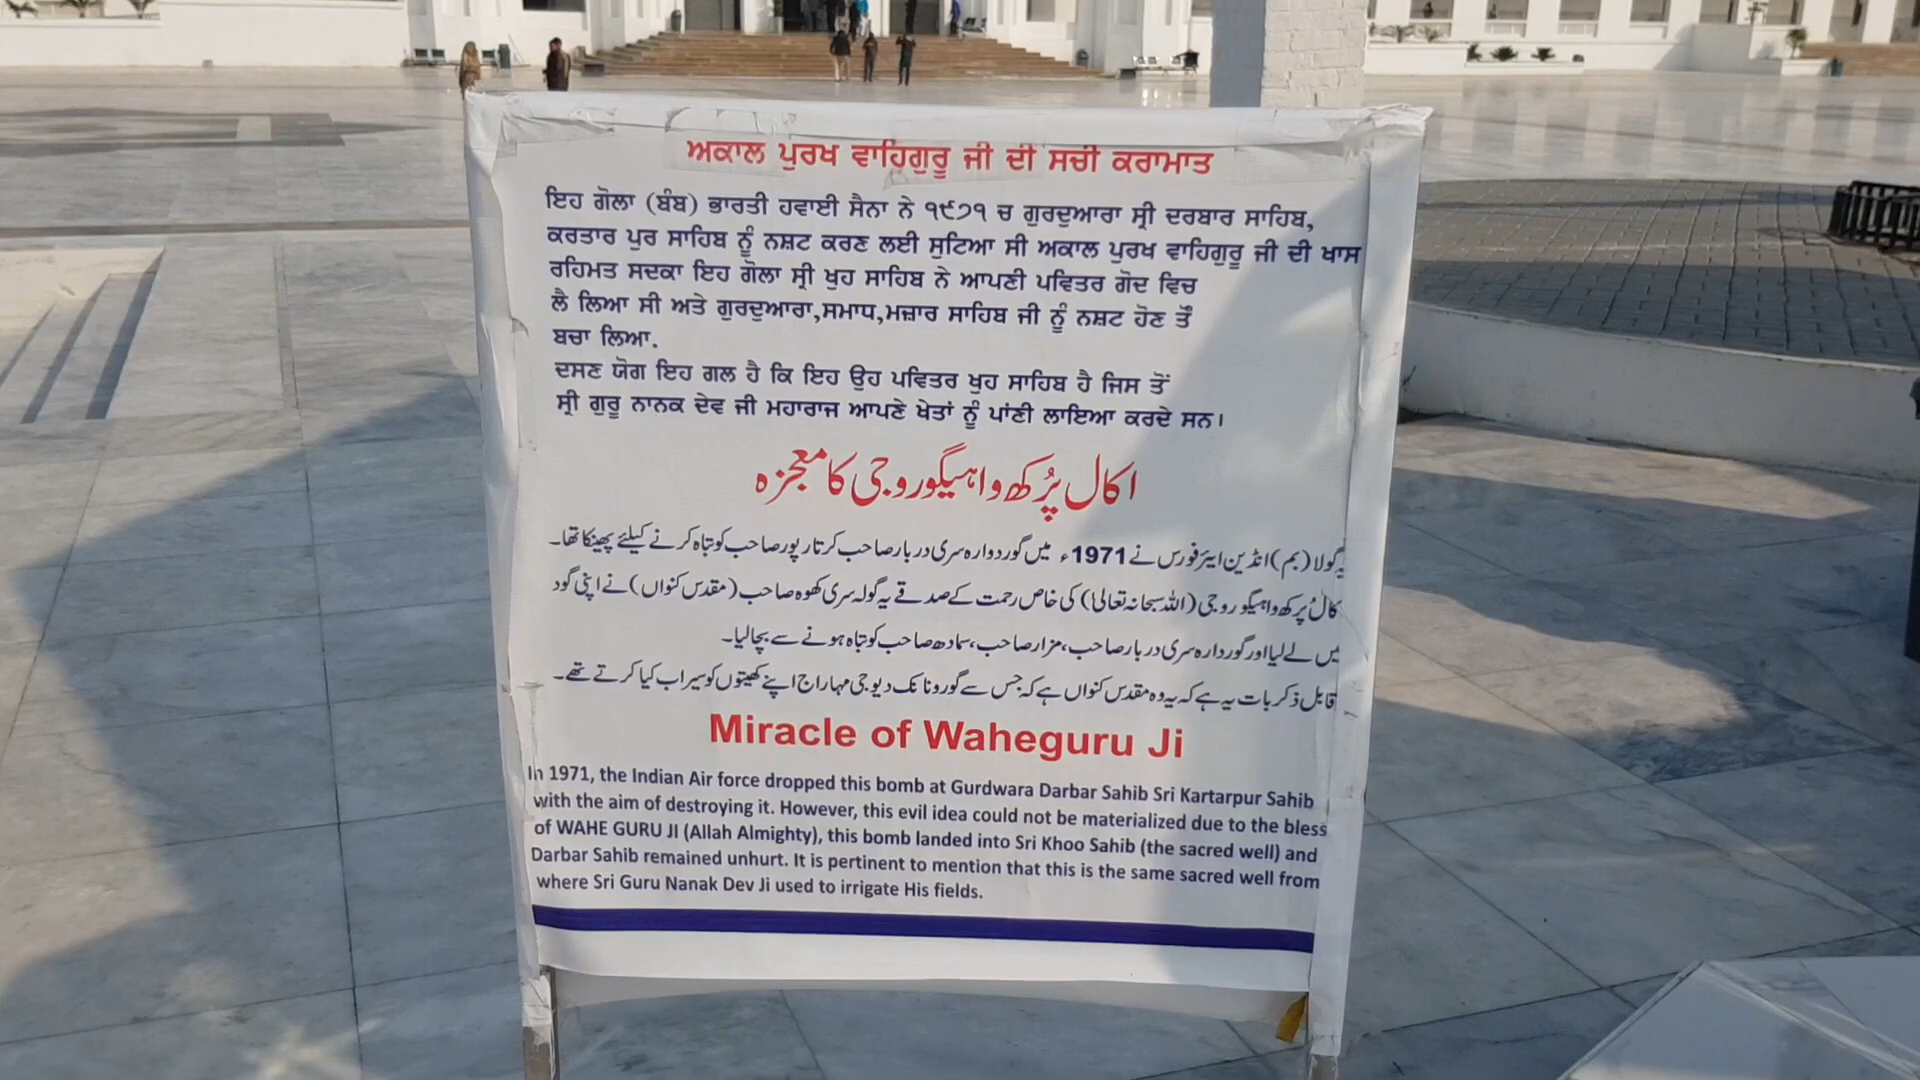 ਅਕਾਲ ਪੁਰਖ ਵਾਹਿਗੁਰੂ ਜੀ ਦੀ ਸਚੀ ਕਰਾਮਾਤ
ਇਹ ਗੋਲਾ (ਬੰਬ) ਭਾਰਤੀ ਹਵਾਈ ਸੈਨਾ ਨੇ ੧੯੭੧ ਚ ਗੁਰਦੁਆਰਾ ਸ੍ਰੀ ਦਰਬਾਰ ਸਾਹਿਬ,
ਕਰਤਾਰ ਪੁਰ ਸਾਹਿਬ ਨੂੰ ਨਸ਼ਟ ਕਰਣ ਲਈ ਸੁਟਿਆ ਸੀ ਅਕਾਲ ਪੁਰਖ ਵਾਹਿਗੁਰੂ ਜੀ ਦੀ ਖਾਸ
ਰਹਿਮਤ ਸਦਕਾ ਇਹ ਗੋਲਾ ਸ੍ਰੀ ਖੁਹ ਸਾਹਿਬ ਨੇ ਆਪਣੀ ਪਵਿਤਰ ਗੋਦ ਵਿਚ
ਲੈ ਲਿਆ ਸੀ ਅਤੇ ਗੁਰਦੁਆਰਾ,ਸਮਾਧ,ਮਜ਼ਾਰ ਸਾਹਿਬ ਜੀ ਨੂੰ ਨਸ਼ਟ ਹੋਣ ਤੌਂ
ਬਚਾ ਲਿਆ.
ਦਸਣ ਯੋਗ ਇਹ ਗਲ ਹੈ ਕਿ ਇਹ ਉਹ ਪਵਿਤਰ ਖੁਹ ਸਾਹਿਬ ਹੈ ਜਿਸ ਤੋਂ
ਸ੍ਰੀ ਗੁਰੂ ਨਾਨਕ ਦੇਵ ਜੀ ਮਹਾਰਾਜ ਆਪਣੇ ਖੇਤਾਂ ਨੂੰ ਪਾਂਣੀ ਲਾਇਆ ਕਰਦੇ ਸਨ।
اکال پُرکھ واہیگورو جی کا معجزہ
یہ گولا (بم) انڈین ایئر فورس نے 1971ء میں گوردوارہ سری دربار صاحب کرتار پور صاحب کو تباہ کرنے کیلئے پھینکا تھا۔
کال پُرکھ واہیگورو جی (اللہ سبحانہ تعالیٰ) کی خاص رحمت کے صدقے یہ گولہ سری کھوہ صاحب (مقدس کنواں) نے اپنی گود
میں لے لیا اور گوردارہ سری دربار صاحب، مزار صاحب، سمادھ صاحب کو تباہ ہونے سے بچالیا۔
قابل ذکر بات یہ ہے کہ یہ وہ مقدس کنواں ہے کہ جس سے گورو نانک دیو جی مہاراج اپنے کھیتوں کو سیراب کیا کرتے تھے۔
Miracle of Waheguru Ji
In 1971, the Indian Air force dropped this bomb at Gurdwara Darbar Sahib Sri Kartarpur Sahib
with the aim of destroying it. However, this evil idea could not be materialized due to the bless
of WAHE GURU JI (Allah Almighty), this bomb landed into Sri Khoo Sahib (the sacred well) and
Darbar Sahib remained unhurt. It is pertinent to mention that this is the same sacred well from
where Sri Guru Nanak Dev Ji used to irrigate His fields.